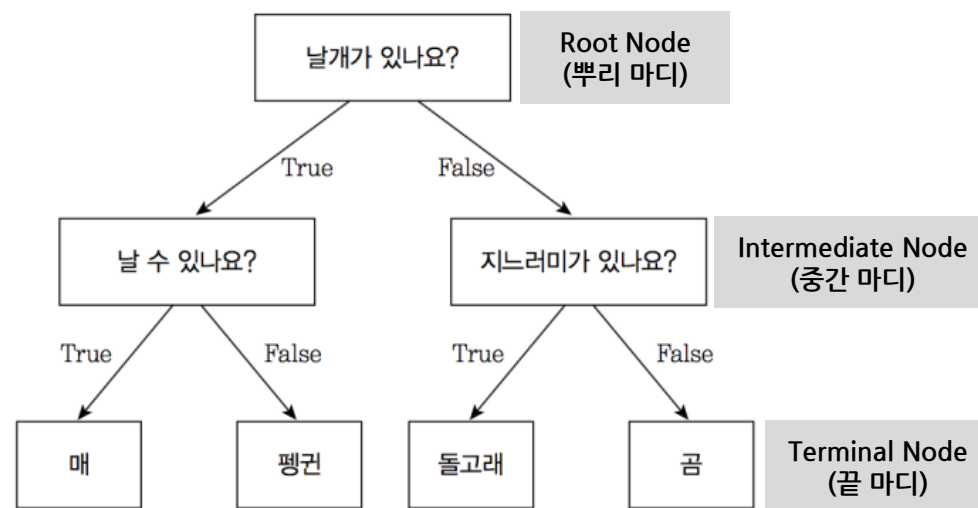 날개가 있나요?
Root Node
(뿌리 마디)
True
False
날 수 있나요?
지느러미가 있나요?
Intermediate Node
(중간 마디)
True
False
True
False
매
펭귄
돌고래
곰
Terminal Node
(끝 마디)